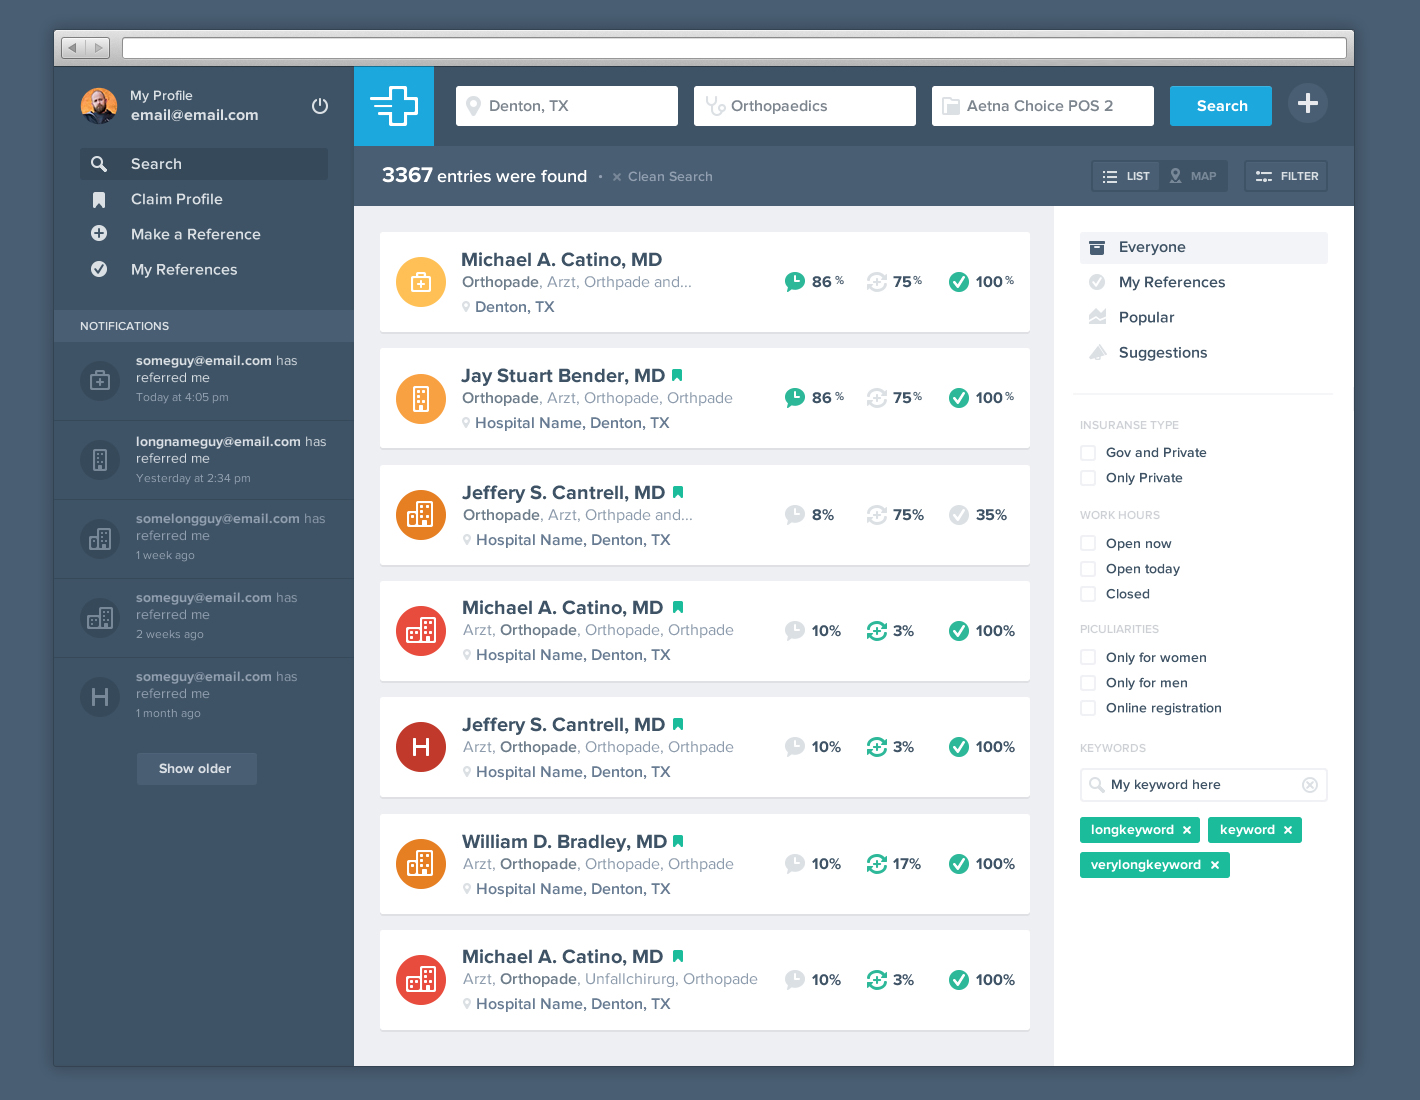 My Profile
email@email.com
Search
Claim Profile
Make a Reference
My References
NOTIFICATIONS
someguy@email.com has
referred me
Today at 4:05 pm
longnameguy@email.com has
referred me
Yesterday at 2:34 pm
somelongguy@email.com has
referred me
1 week ago
someguy@email.com has
referred me
2 weeks ago
H
someguy@email.com has
referred me
1 month ago
Show older
Denton, TX
Orthopaedics
Aetna Choice POS 2
Search
3367 entries were found • × Clean Search
LIST
MAP
FILTER
Michael A. Catino, MD
Orthopade, Arzt, Orthpade and...
Denton, TX
86 %
75 %
100 %
Jay Stuart Bender, MD
Orthopade, Arzt, Orthopade, Orthpade
Hospital Name, Denton, TX
86 %
75 %
100 %
Jeffery S. Cantrell, MD
Orthopade, Arzt, Orthpade and...
Hospital Name, Denton, TX
8%
75%
35%
Michael A. Catino, MD
Arzt, Orthopade, Orthopade, Orthpade
Hospital Name, Denton, TX
10%
3%
100%
H
Jeffery S. Cantrell, MD
Arzt, Orthopade, Orthopade, Orthpade
Hospital Name, Denton, TX
10%
3%
100%
William D. Bradley, MD
Arzt, Orthopade, Orthopade, Orthpade
Hospital Name, Denton, TX
10%
17%
100%
Michael A. Catino, MD
Arzt, Orthopade, Unfallchirurg, Orthopade
Hospital Name, Denton, TX
10%
3%
100%
Everyone
My References
Popular
Suggestions
INSURANSE TYPE
Gov and Private
Only Private
WORK HOURS
Open now
Open today
Closed
PICULIARITIES
Only for women
Only for men
Online registration
KEYWORDS
My keyword here
longkeyword ×
keyword ×
verylongkeyword ×